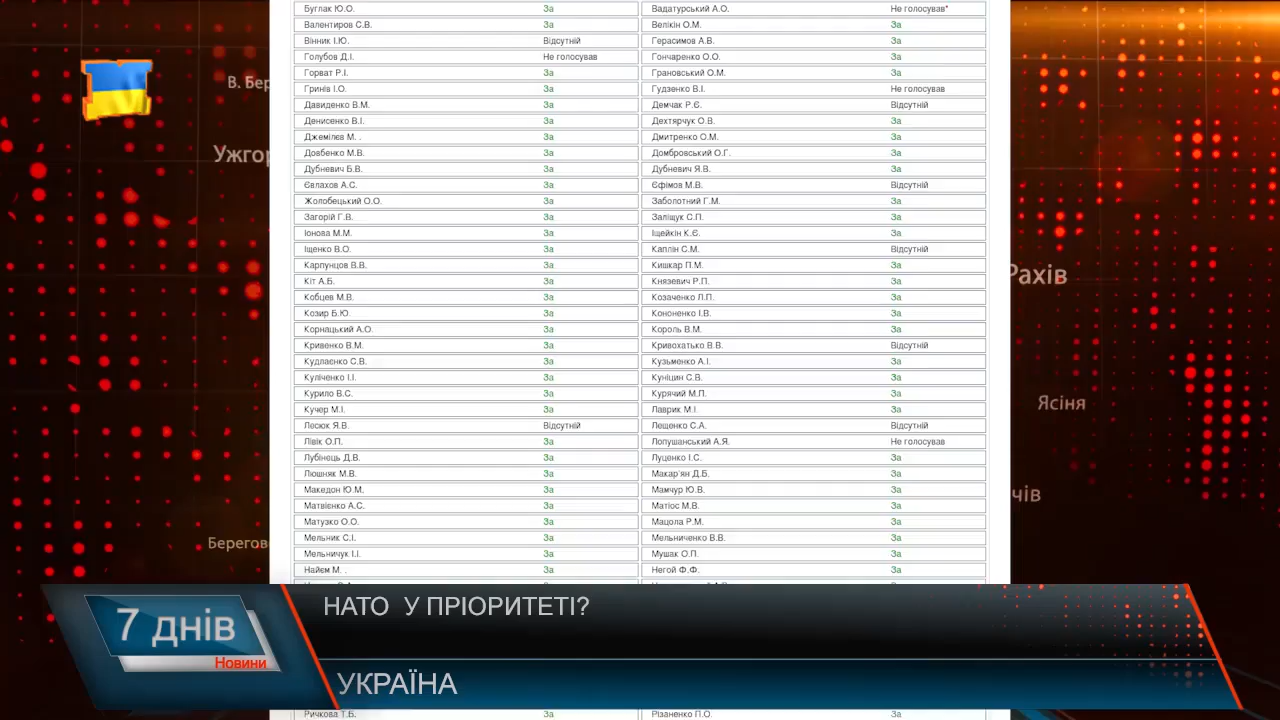 Буглак Ю.О. За Вадатурський А.О. Не голосував*
Валентиров С.В. За Велікін О.М. За
Вінник І.Ю. Відсутній Герасимов А.В. За
Голубов Д.І. Не голосував Гончаренко О.О. За
Горват Р.І. За Грановський О.М. За
Гринів І.О. За Гудзенко В.І. Не голосував
Давиденко В.М. За Демчак Р.Є. Відсутній
Денисенко В.І. За Дехтярчук О.В. За
Джемілєв М. . За Дмитренко О.М. За
Довбенко М.В. За Домбровський О.Г. За
Дубневич Б.В. За Дубневич Я.В. За
Євлахов А.С. За Єфімов М.В. Відсутній
Жолобецький О.О. За Заболотний Г.М. За
Загорій Г.В. За Заліщук С.П. За
Іонова М.М. За Іщейкін К.Є. За
Іщенко В.О. За Каплін С.М. Відсутній
Карпунцов В.В. За Кишкар П.М. За
Кіт А.Б. За Князевич Р.П. За
Кобцев М.В. За Козаченко Л.П. За
Козир Б.Ю. За Кононенко І.В. За
Корнацький А.О. За Король В.М. За
Кривенко В.М. За Кривохатько В.В. Відсутній
Кудлаєнко С.В. За Кузьменко А.І. За
Куліченко І.І. За Куніцин С.В. За
Курило В.С. За Курячий М.П. За
Кучер М.І. За Лаврик М.І. За
Лесюк Я.В. Відсутній Лещенко С.А. Відсутній
Лівік О.П. За Лопушанський А.Я. Не голосував
Лубінець Д.В. За Луценко І.С. За
Люшняк М.В. За Макар'ян Д.Б. За
Македон Ю.М. За Мамчур Ю.В. За
Матвієнко А.С. За Матіос М.В. За
Матузко О.О. За Мацола Р.М. За
Мельник С.І. За Мельниченко В.В. За
Мельничук І.І. За Мушак О.П. За
Найєм М. . За Негой Ф.Ф. За
В. Бер
Ужгор
Рахів
Ясіня
чів
Берегов
7 днів
Новини
НАТО У ПРІОРИТЕТІ?
УКРАЇНА
Ричкова Т.Б. За Різаненко П.О. За